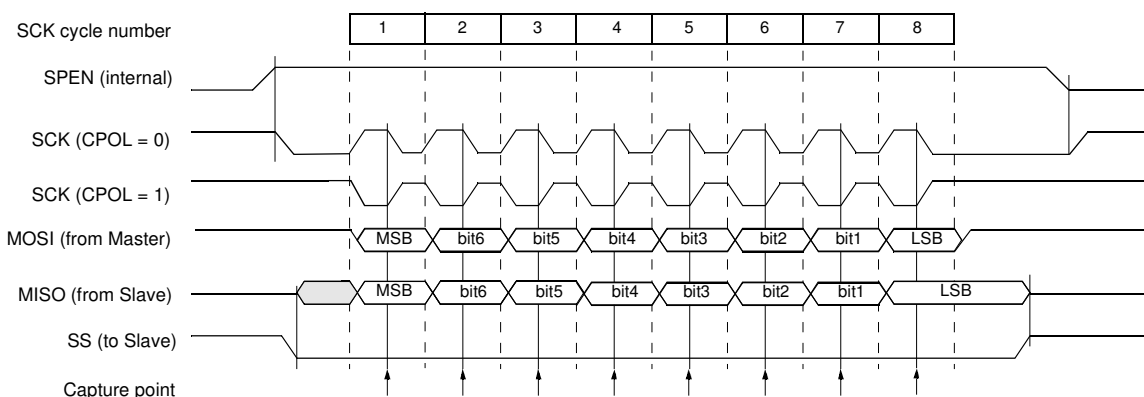 SCK cycle number 1 2 3 4 5 6 7 8
SPEN (internal)
SCK (CPOL = 0)
SCK (CPOL = 1)
MOSI (from Master) MSB bit6 bit5 bit4 bit3 bit2 bit1 LSB
MISO (from Slave) MSB bit6 bit5 bit4 bit3 bit2 bit1 LSB
SS (to Slave)
Capture point